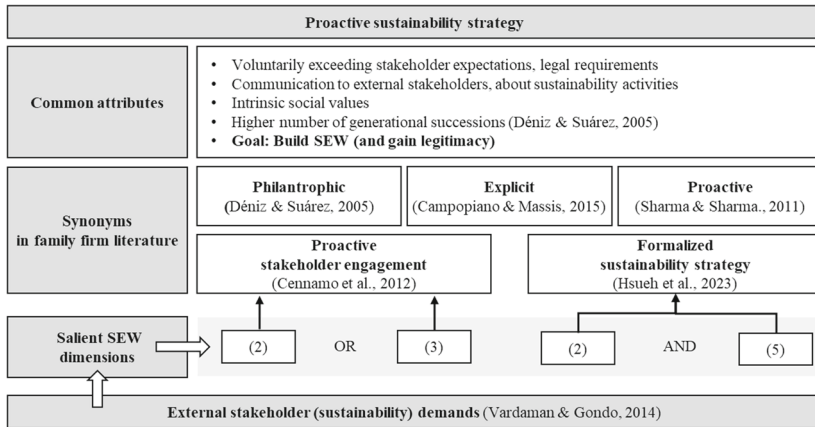 Proactive sustainability strategy
Common attributes
• Voluntarily exceeding stakeholder expectations, legal requirements
• Communication to external stakeholders, about sustainability activities
• Intrinsic social values
• Higher number of generational successions (Déniz & Suárez, 2005)
• Goal: Build SEW (and gain legitimacy)
Synonyms
in family firm literature
Philantrophic
(Déniz & Suárez, 2005)
Explicit
(Campopiano & Massis, 2015)
Proactive
(Sharma & Sharma., 2011)
Proactive
stakeholder engagement
(Cennamo et al., 2012)
Formalized
sustainability strategy
(Hsueh et al., 2023)
Salient SEW
dimensions
(2)
OR
(3)
(2)
AND
(5)
External stakeholder (sustainability) demands (Vardaman & Gondo, 2014)